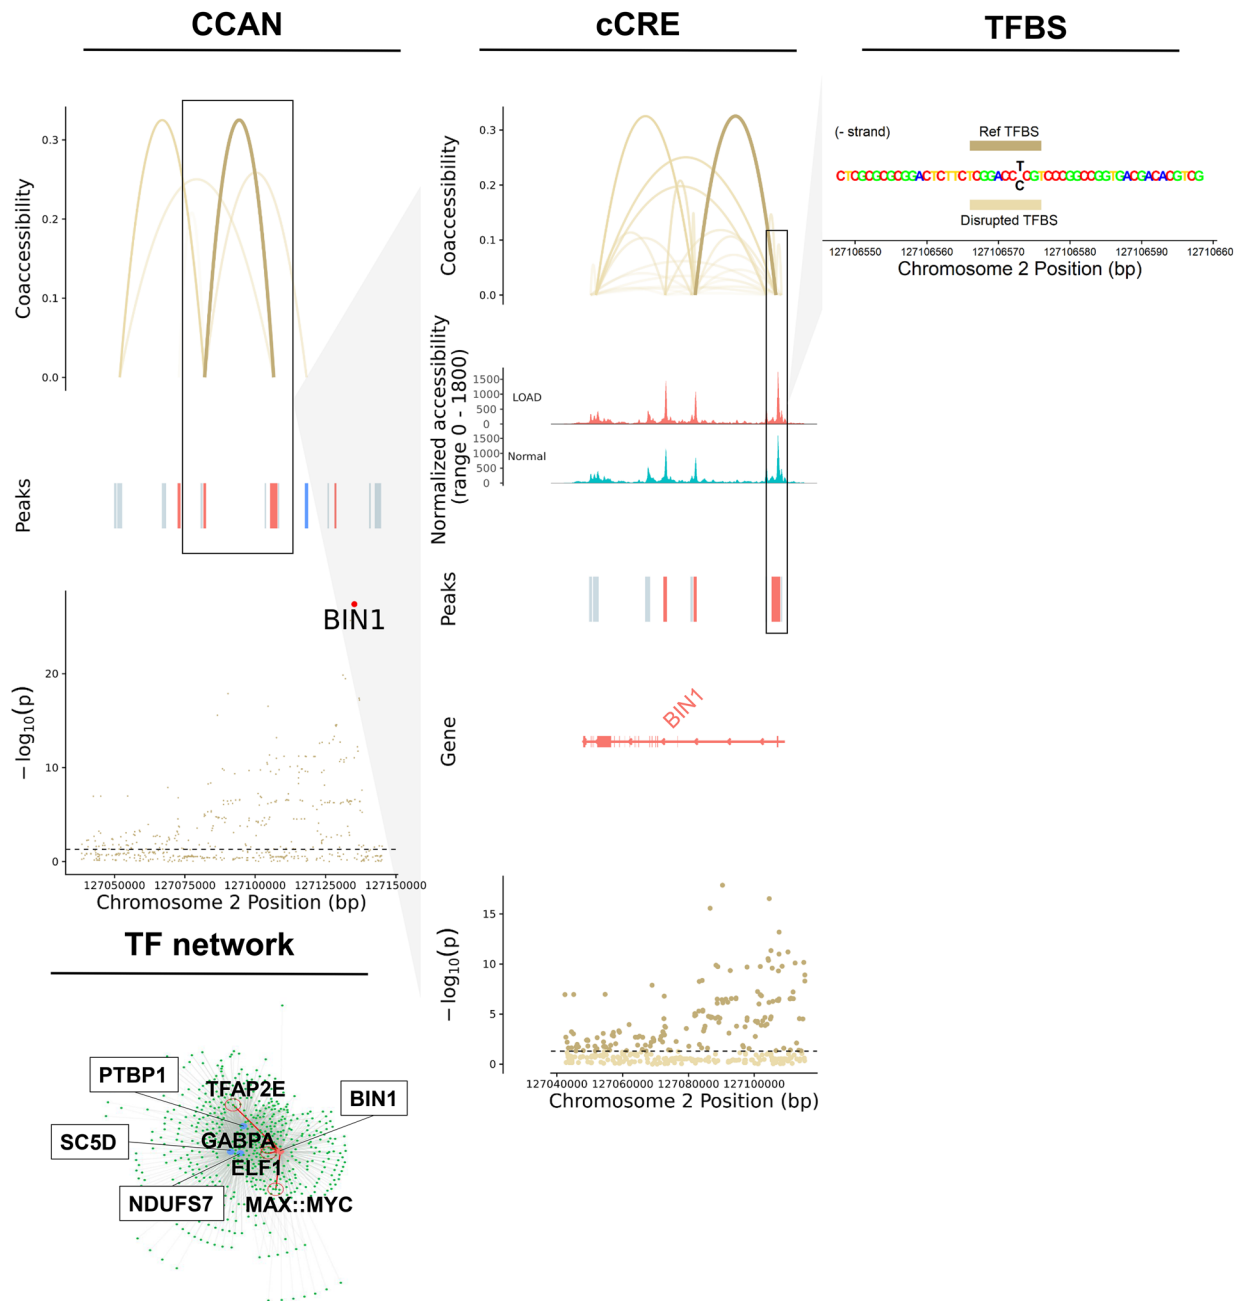 CCAN
cCRE
TFBS
Coaccessibility
0.3
0.2
0.1
0.0
Peaks
BIN1
−log10(p)
20
10
0
127050000 127075000 127100000 127125000 127150000
Chromosome 2 Position (bp)
TF network
PTBP1
TFAP2E
BIN1
SC5D
GABPA
ELF1
NDUFS7
MAX::MYC
Coaccessibility
0.3
0.2
0.1
0.0
Normalized accessibility
(range 0 - 1800)
1500
1000
500
0
LOAD
1500
1000
500
0
Normal
Peaks
Gene
BIN1
−log10(p)
15
10
5
0
127040000 127060000 127080000 127100000
Chromosome 2 Position (bp)
(- strand)
Ref TFBS
T
CTCGCGCGGACTCTTCTCGGACC CGTCCCGGCCGGTGACGACACGTCG
C
Disrupted TFBS
127106550 127106560 127106570 127106580 127106590 12710660
Chromosome 2 Position (bp)